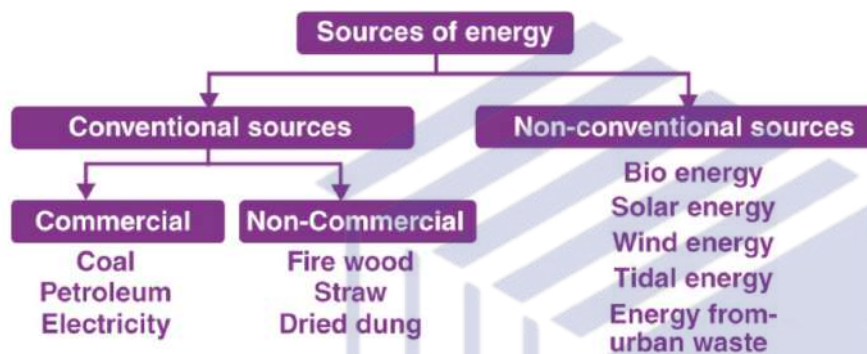 Sources of energy
Conventional sources
Non-conventional sources
Commercial
Coal
Petroleum
Electricity
Non-Commercial
Fire wood
Straw
Dried dung
Bio energy
Solar energy
Wind energy
Tidal energy
Energy from-
urban waste